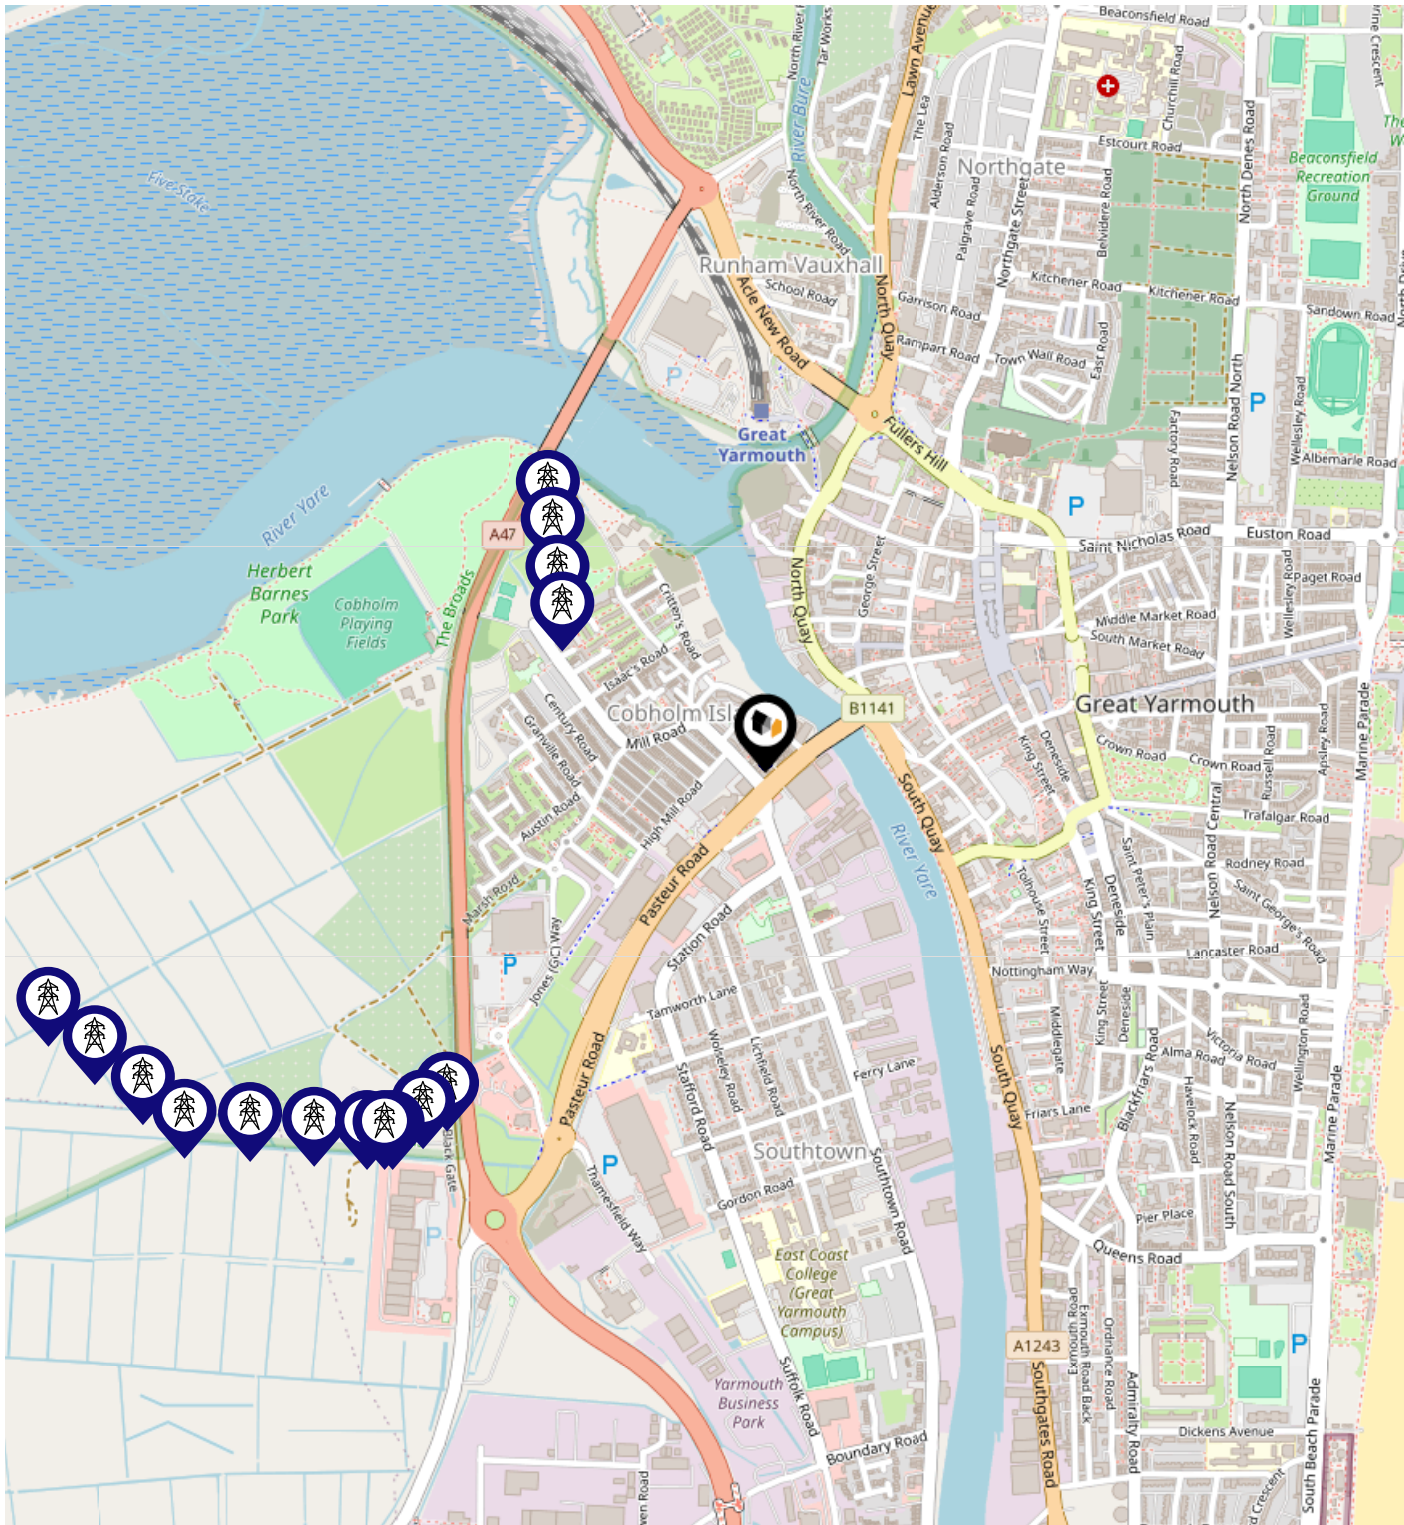 Beaconsfield Road
North River
Tar Works
Lawn Avenue
Churchill Road
The Lea
River Bure
Estcourt Road
North Denes Road
Beaconsfield
Recreation
Ground
Five Stake
Northgate
Alderson Road
Palgrave Road
Northgate Street
Belvidere Road
North River Road
Runham Vauxhall
School Road
Acle New Road
North Quay
Garrison Road
Kitchener Road
Kitchener Road
Sandown Road
Rampart Road
Town Wall Road
East Road
P
P
Nelson Road North
Wellesley Road
Factory Road
Great
Yarmouth
Fullers Hill
Albemarle Road
River Yare
A47
P
Saint Nicholas Road
Euston Road
Herbert
Barnes
Park
Cobholm
Playing
Fields
The Broads
North Quay
George Street
Paget Road
Wellesley Road
Critten's Road
Middle Market Road
South Market Road
Isaac's Road
Century Road
Granville Road
Mill Road
B1141
Great Yarmouth
Marine Parade
Apsley Road
Russell Road
King Street
Deneside
Crown Road
Crown Road
Austin Road
High Mill Road
South Quay
River Yare
Trafalgar Road
Nelson Road Central
Pasteur Road
Marsh Road
Rodney Road
Saint Peter's Plain
Saint George's Road
Tolhouse Street
King Street
Deneside
Station Road
P
Jones (GC) Way
Lancaster Road
Nottingham Way
Tamworth Lane
King Street
Deneside
Middlegate
Wolseley Road
Lichfield Road
Stafford Road
Ferry Lane
South Quay
Alma Road
Victoria Road
Wellington Road
Blackfriars Road
Havelock Road
Friars Lane
Marine Parade
Pasteur Road
Black Gate
Southtown
P
Thamesfield Way
Gordon Road
Southtown Road
Nelson Road South
Pier Place
Queens Road
P
East Coast
College
(Great
Yarmouth
Campus)
Exmouth Road
Exmouth Road Back
Ordnance Road
Admiralty Road
A1243
P
Suffolk Road
Yarmouth
Business
Park
Southgates Road
South Beach Parade
Dickens Avenue
Boundary Road